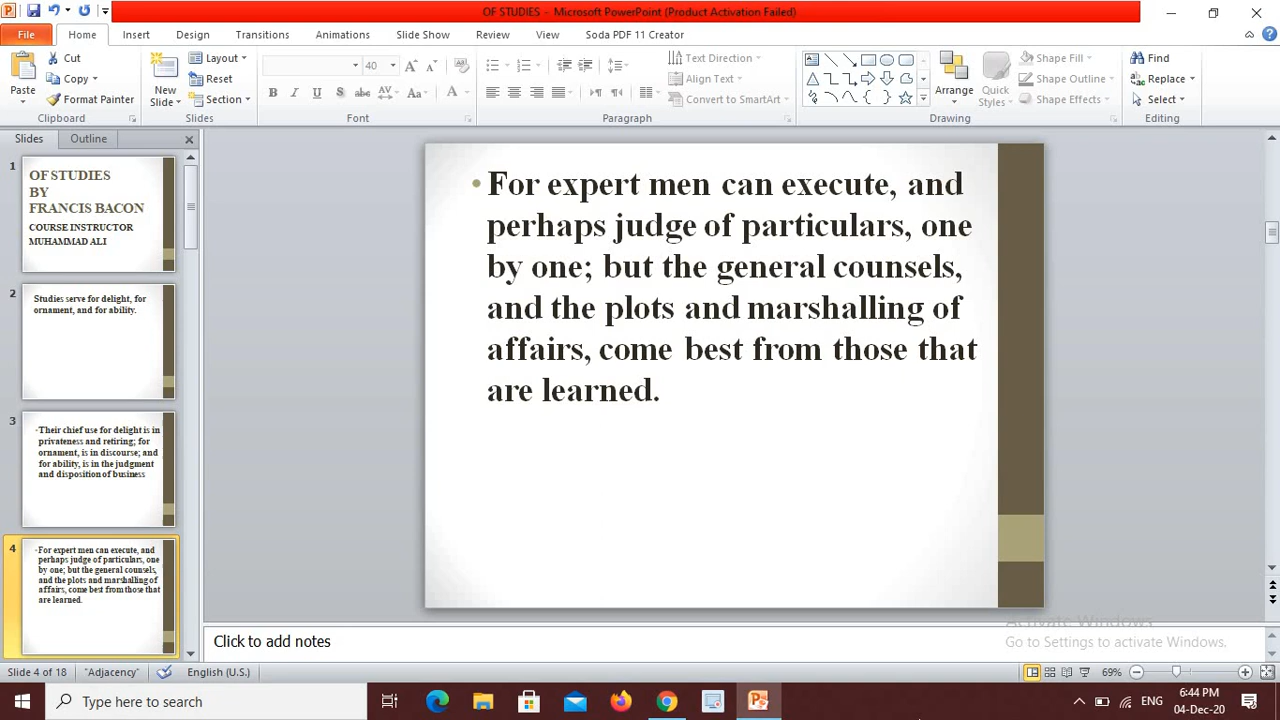 OF STUDIES - Microsoft PowerPoint (Product Activation Failed)
File Home Insert Design Transitions Animations Slide Show Review View Soda PDF 11 Creator
Paste
Cut
Copy
Format Painter
Clipboard
New
Slide
Layout
Reset
Section
Slides
40
Font
Text Direction
Align Text
Convert to SmartArt
Paragraph
Arrange
Quick
Styles
Shape Fill
Shape Outline
Shape Effects
Drawing
Find
Replace
Select
Editing
Slides Outline
1
OF STUDIES
BY
FRANCIS BACON
COURSE INSTRUCTOR
MUHAMMAD ALI
2
Studies serve for delight, for
ornament, and for ability.
3
Their chief use for delight is in
privateness and retiring; for
ornament, is in discourse; and
for ability, is in the judgment
and disposition of business
4
For expert men can execute, and
perhaps judge of particulars, one
by one; but the general counsels,
and the plots and marshalling of
affairs, come best from those that
are learned.
• For expert men can execute, and
perhaps judge of particulars, one
by one; but the general counsels,
and the plots and marshalling of
affairs, come best from those that
are learned.
Click to add notes
Activate Windows
Go to Settings to activate Windows.
Slide 4 of 18 "Adjacency" English (U.S.) 69%
Type here to search
ENG
6:44 PM
04-Dec-20